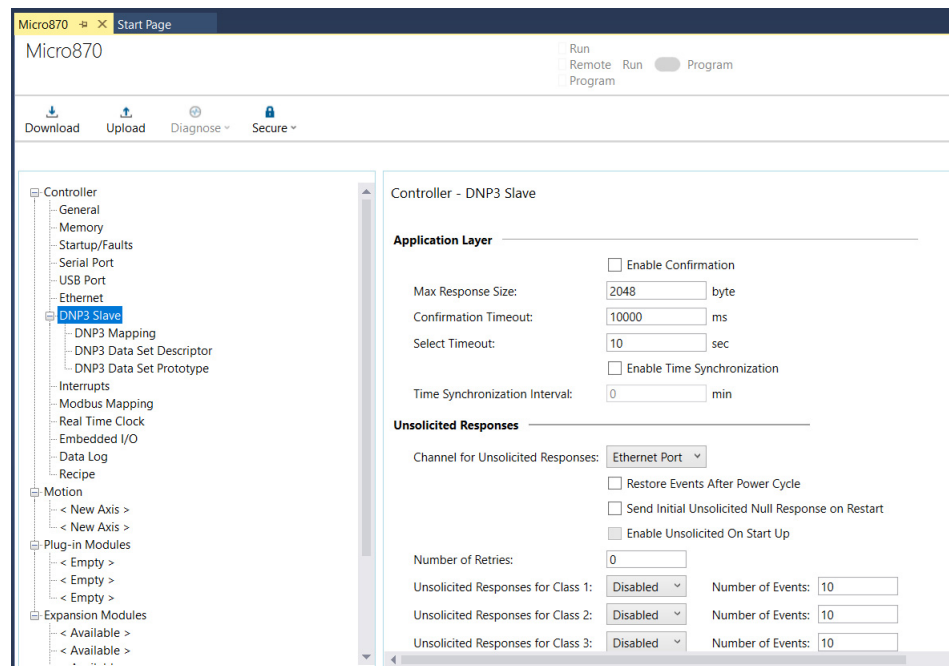 Micro870
Start Page
Micro870
Run
Remote Run Program
Program
Download Upload Diagnose Secure
Controller
General
Memory
Startup/Faults
Serial Port
USB Port
Ethernet
DNP3 Slave
DNP3 Mapping
DNP3 Data Set Descriptor
DNP3 Data Set Prototype
Interrupts
Modbus Mapping
Real Time Clock
Embedded I/O
Data Log
Recipe
Motion
< New Axis >
< New Axis >
Plug-in Modules
< Empty >
< Empty >
< Empty >
Expansion Modules
< Available >
< Available >
Controller - DNP3 Slave
Application Layer
Enable Confirmation
Max Response Size: 2048 byte
Confirmation Timeout: 10000 ms
Select Timeout: 10 sec
Enable Time Synchronization
Time Synchronization Interval: 0 min
Unsolicited Responses
Channel for Unsolicited Responses: Ethernet Port
Restore Events After Power Cycle
Send Initial Unsolicited Null Response on Restart
Enable Unsolicited On Start Up
Number of Retries: 0
Unsolicited Responses for Class 1: Disabled Number of Events: 10
Unsolicited Responses for Class 2: Disabled Number of Events: 10
Unsolicited Responses for Class 3: Disabled Number of Events: 10